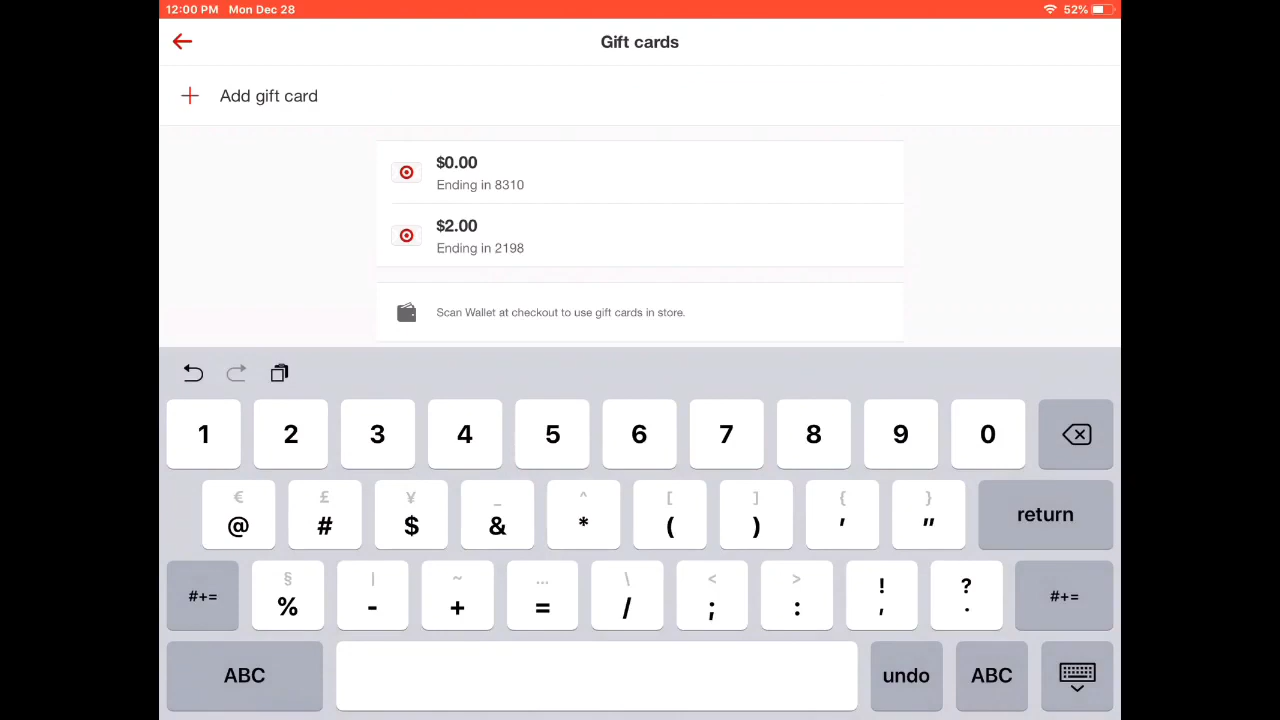 12:00 PM Mon Dec 28 52%
Gift cards
+ Add gift card
$0.00
Ending in 8310
$2.00
Ending in 2198
Scan Wallet at checkout to use gift cards in store.
1 2 3 4 5 6 7 8 9 0
€ £ ¥ _ ^ [ ] { }
@ # $ & * ( ) ' " return
§ | ~ … \ < > ! ?
#+= % - + = / ; : , . #+=
ABC undo ABC